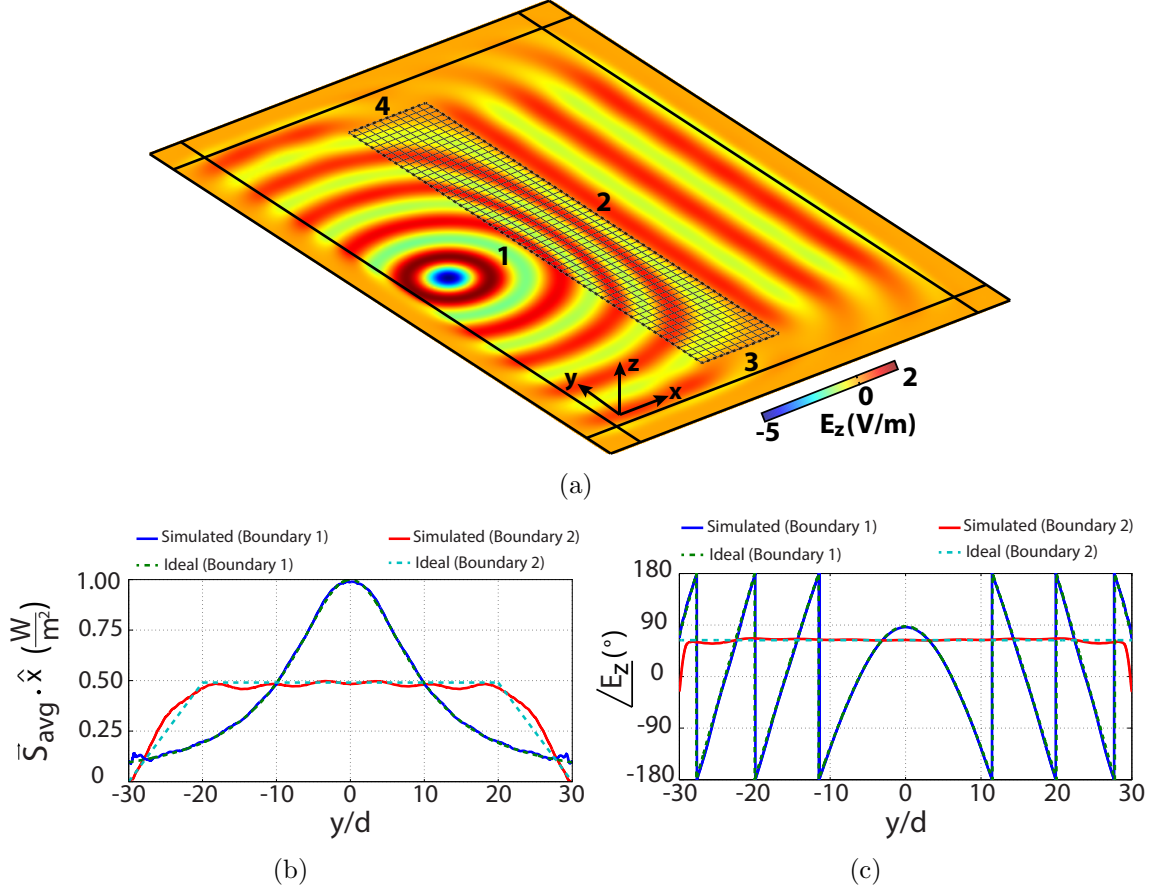 4
2
1
3
z
y
x
2
0
-5
E_z (V/m)
(a)
Simulated (Boundary 1) Simulated (Boundary 2)
Ideal (Boundary 1) Ideal (Boundary 2)
1.00
0.75
0.50
0.25
0
S̄avg · x̂ (W/m²)
-30 -20 -10 0 10 20 30
y/d
(b)
Simulated (Boundary 1) Simulated (Boundary 2)
Ideal (Boundary 1) Ideal (Boundary 2)
180
90
0
-90
-180
∠E_z (°)
-30 -20 -10 0 10 20 30
y/d
(c)